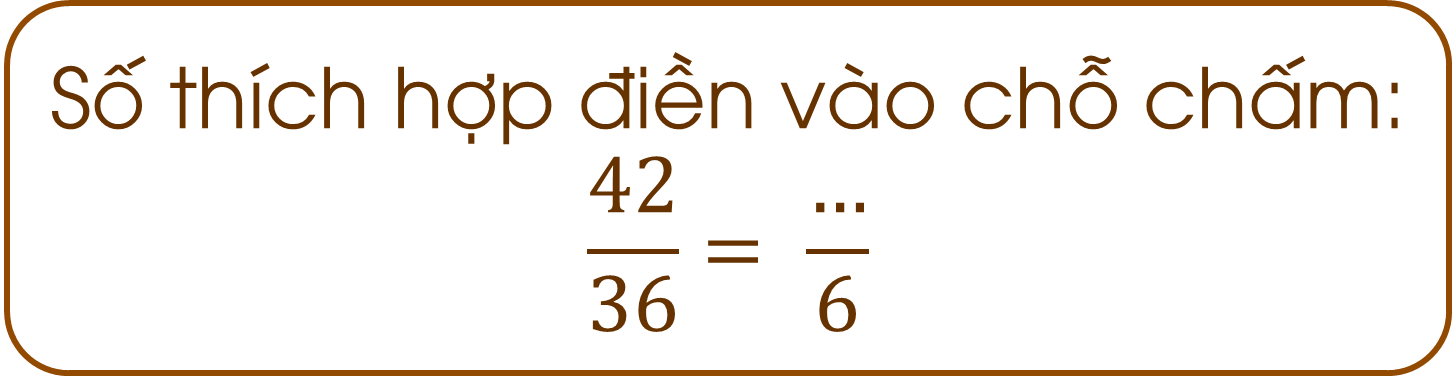 Số thích hợp điền vào chỗ chấm:
42/36 = .../6